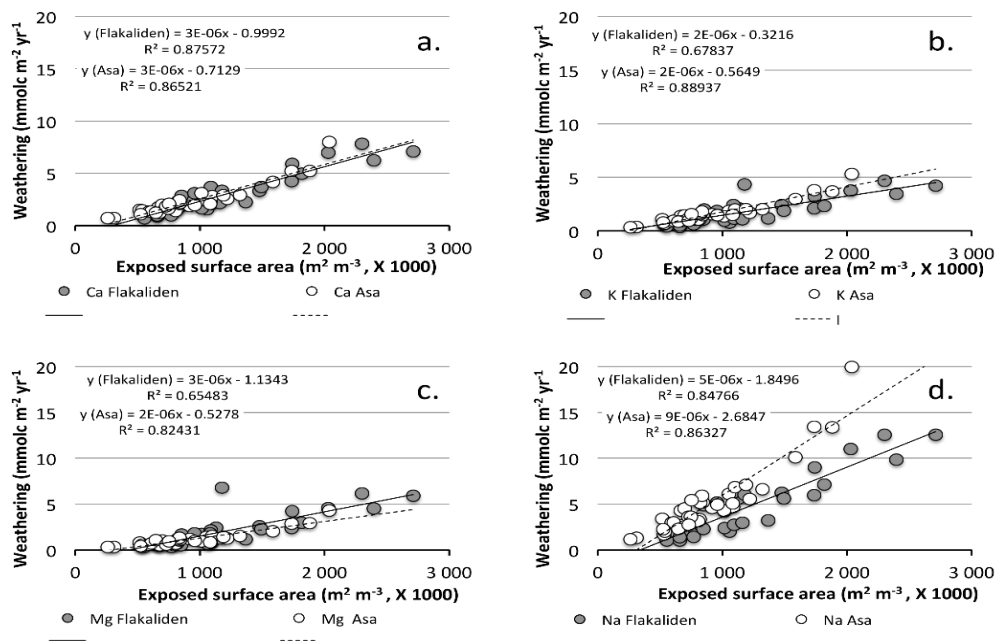 20
15
10
5
0
Weathering (mmolc m⁻² yr⁻¹)
y (Flakaliden) = 3E-06x - 0.9992
R² = 0.87572
y (Asa) = 3E-06x - 0.7129
R² = 0.86521
a.
0 1 000 2 000 3 000
Exposed surface area (m² m⁻³ , X 1000)
Ca Flakaliden Ca Asa
20
15
10
5
0
Weathering (mmolc m⁻² yr⁻¹)
y (Flakaliden) = 2E-06x - 0.3216
R² = 0.67837
y (Asa) = 2E-06x - 0.5649
R² = 0.88937
b.
0 1 000 2 000 3 000
Exposed surface area (m² m⁻³ , X 1000)
K Flakaliden K Asa
20
15
10
5
0
Weathering (mmolc m⁻² yr⁻¹)
y (Flakaliden) = 3E-06x - 1.1343
R² = 0.65483
y (Asa) = 2E-06x - 0.5278
R² = 0.82431
c.
0 1 000 2 000 3 000
Exposed surface area (m² m⁻³ , X 1000)
Mg Flakaliden Mg Asa
20
15
10
5
0
Weathering (mmolc m⁻² yr⁻¹)
y (Flakaliden) = 5E-06x - 1.8496
R² = 0.84766
y (Asa) = 9E-06x - 2.6847
R² = 0.86327
d.
0 1 000 2 000 3 000
Exposed surface area (m² m⁻³ , X 1000)
Na Flakaliden Na Asa